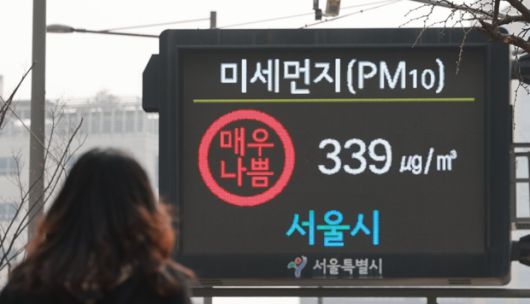 미세먼지(PM10)
매우
나쁨
339 ㎍/㎥
서울시
서울특별시